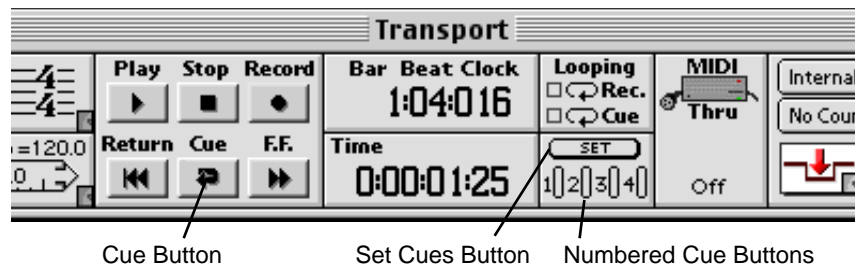 Transport
4
4
=120.0
Play Stop Record
Return Cue F.F.
Bar Beat Clock
1:04:016
Time
0:00:01:25
Looping
Rec.
Cue
SET
1 2 3 4
MIDI
Thru
Off
Internal
Cue Button
Set Cues Button
Numbered Cue Buttons